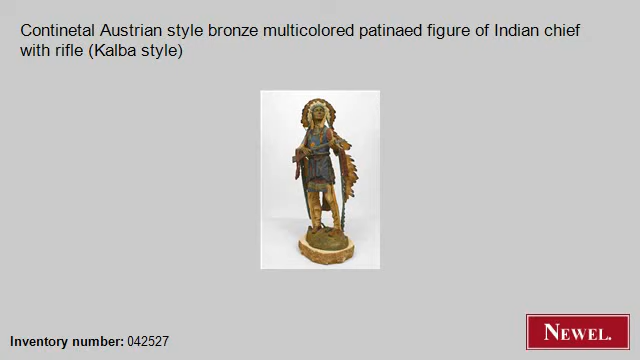 Continetal Austrian style bronze multicolored patinaed figure of Indian chief
with rifle (Kalba style)
Inventory number: 042527
NEWEL.